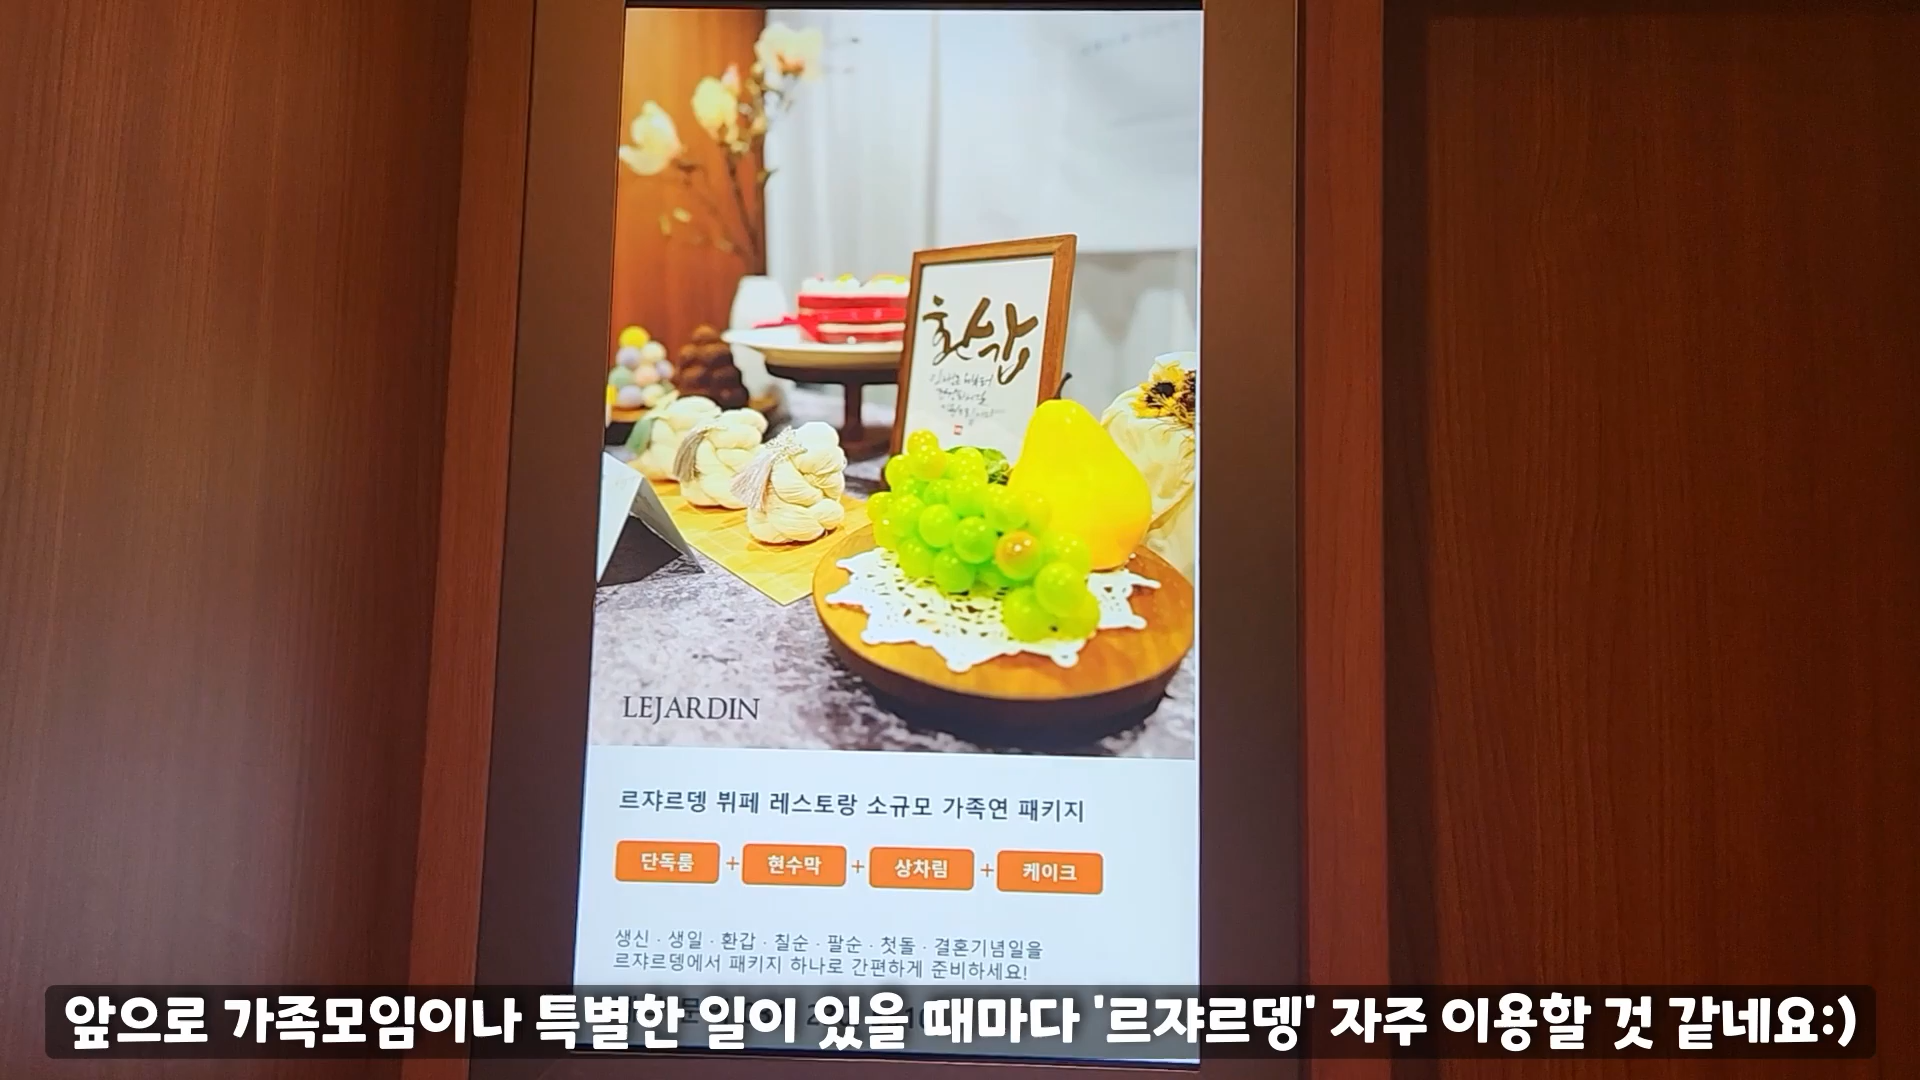 환갑
LEJARDIN
르쟈르뎅 뷔페 레스토랑 소규모 가족연 패키지
단독룸 + 현수막 + 상차림 + 케이크
생신 · 생일 · 환갑 · 칠순 · 팔순 · 첫돌 · 결혼기념일을
르쟈르뎅에서 패키지 하나로 간편하게 준비하세요!
앞으로 가족모임이나 특별한 일이 있을 때마다 '르쟈르뎅' 자주 이용할 것 같네요:)